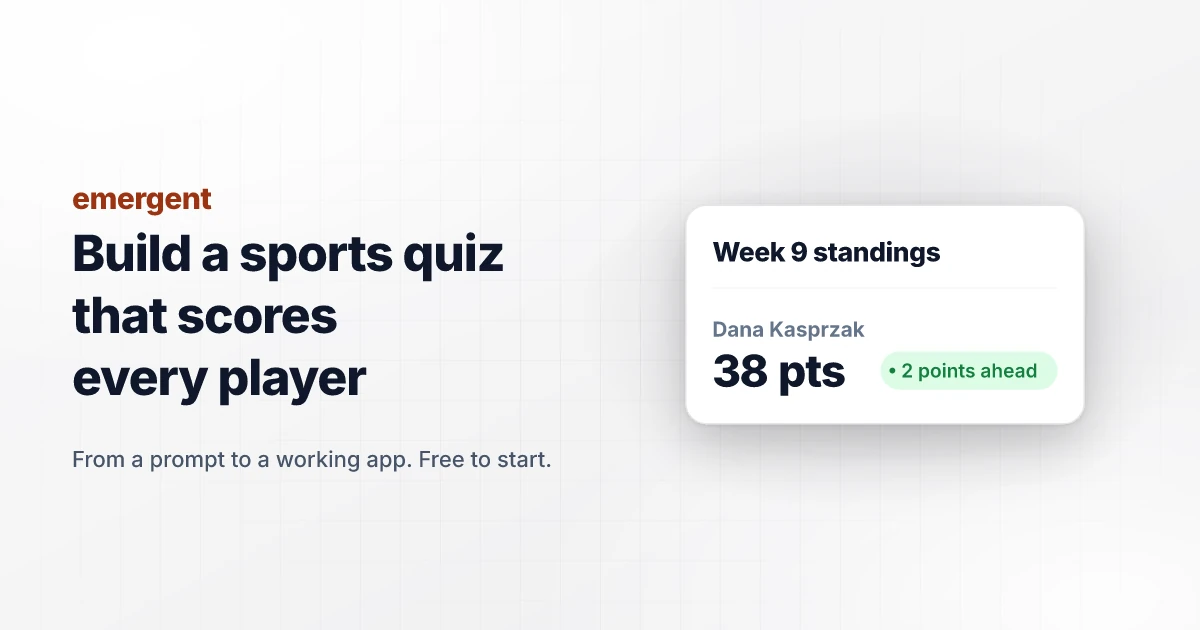 emergent
Build a sports quiz
that scores
every player
From a prompt to a working app. Free to start.
Week 9 standings
Dana Kasprzak
38 pts
• 2 points ahead